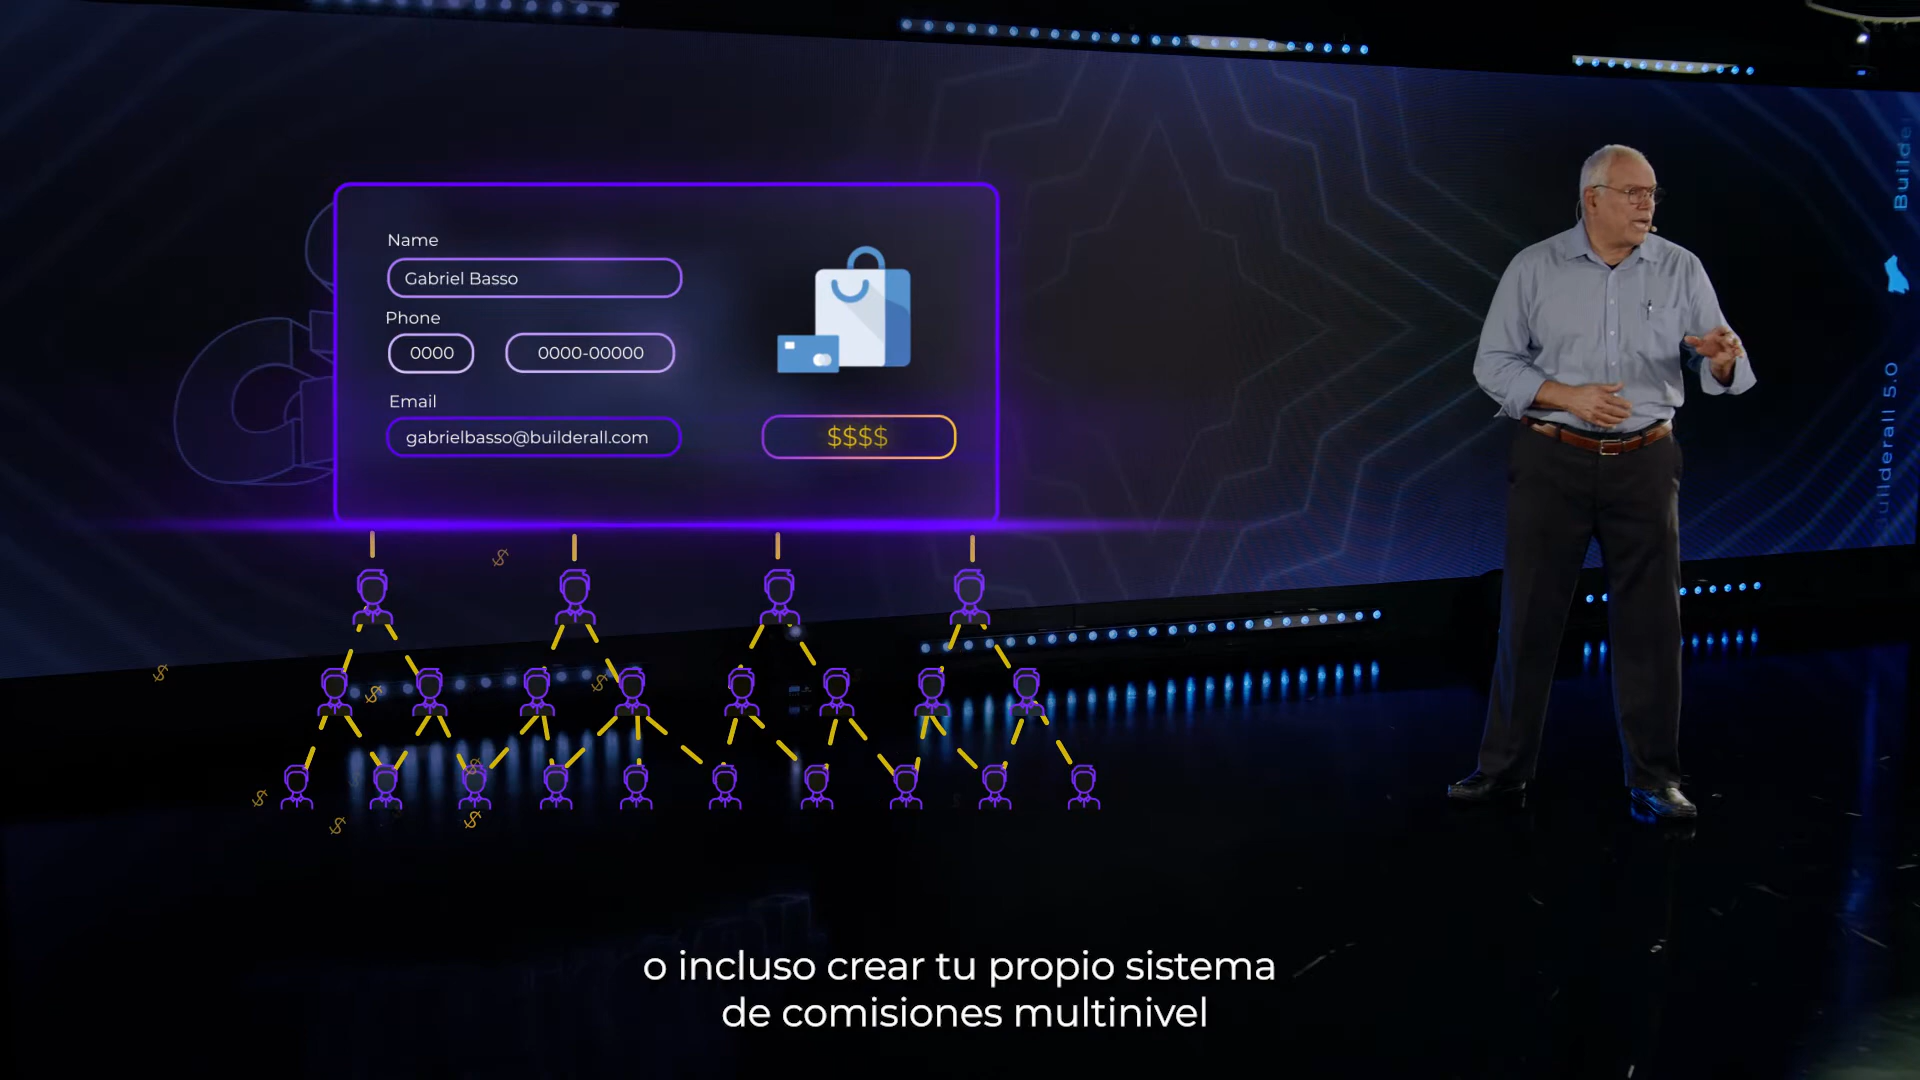 Name
Gabriel Basso
Phone
0000
0000-00000
Email
gabrielbasso@builderall.com
$$$$
Builderall 5.0
o incluso crear tu propio sistema
de comisiones multinivel